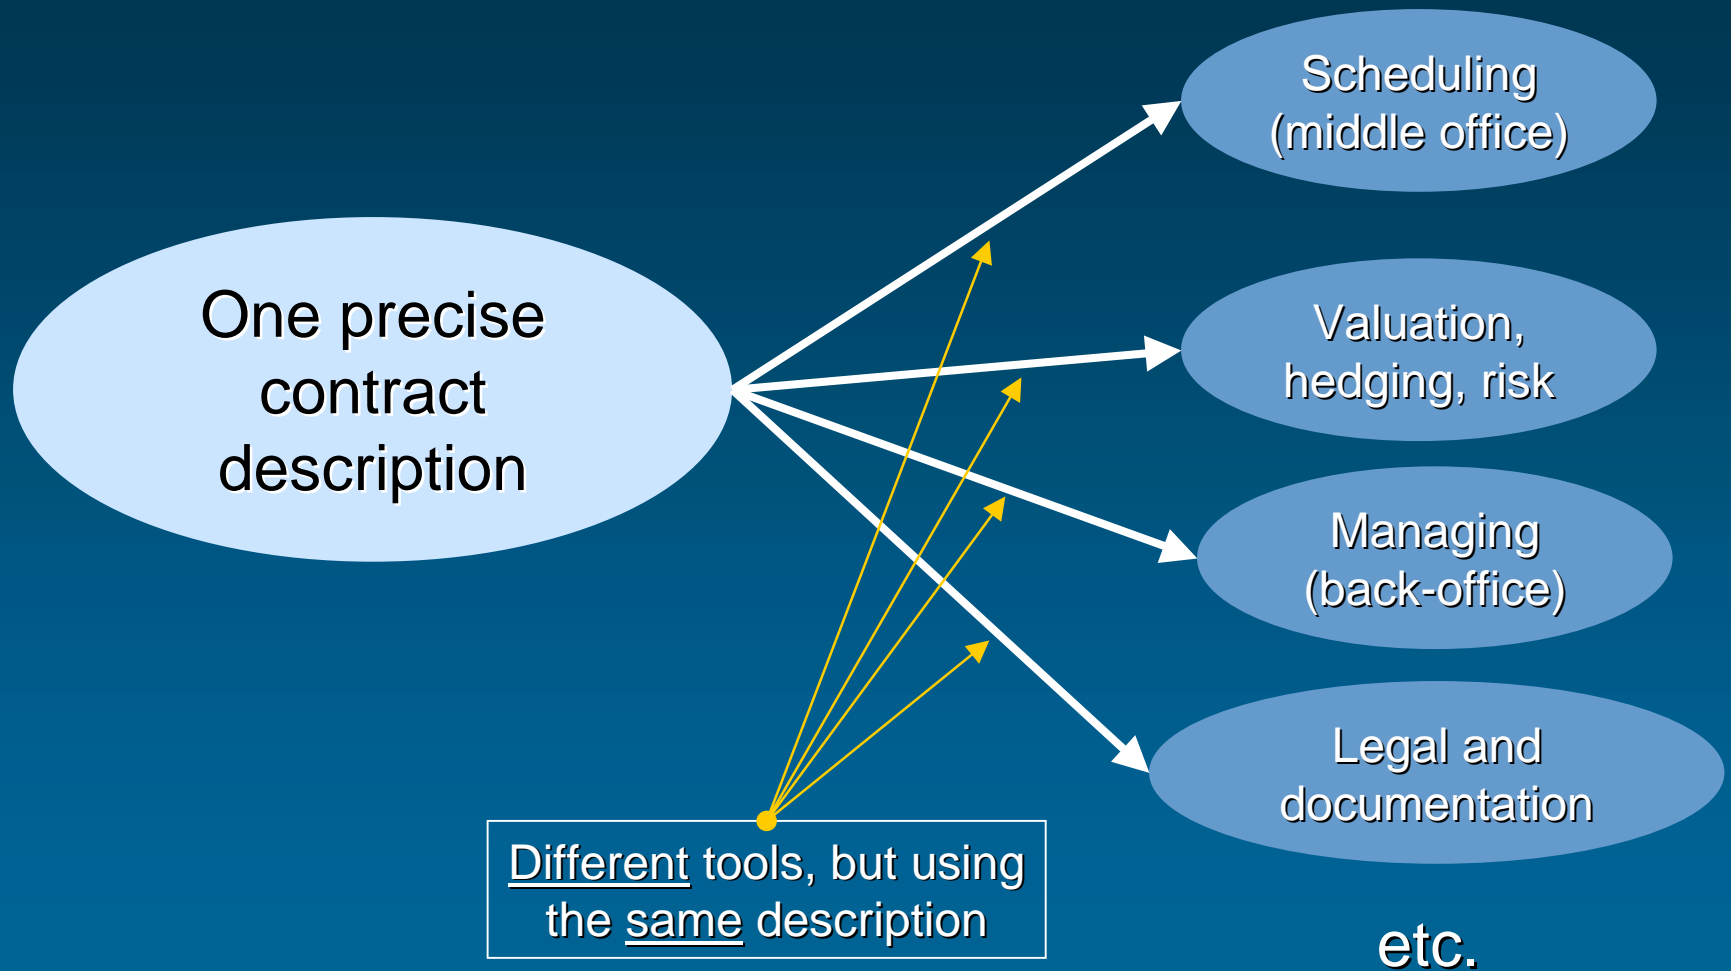 One precise
contract
description
Scheduling
(middle office)
Valuation,
hedging, risk
Managing
(back-office)
Legal and
documentation
Different tools, but using
the same description
etc.